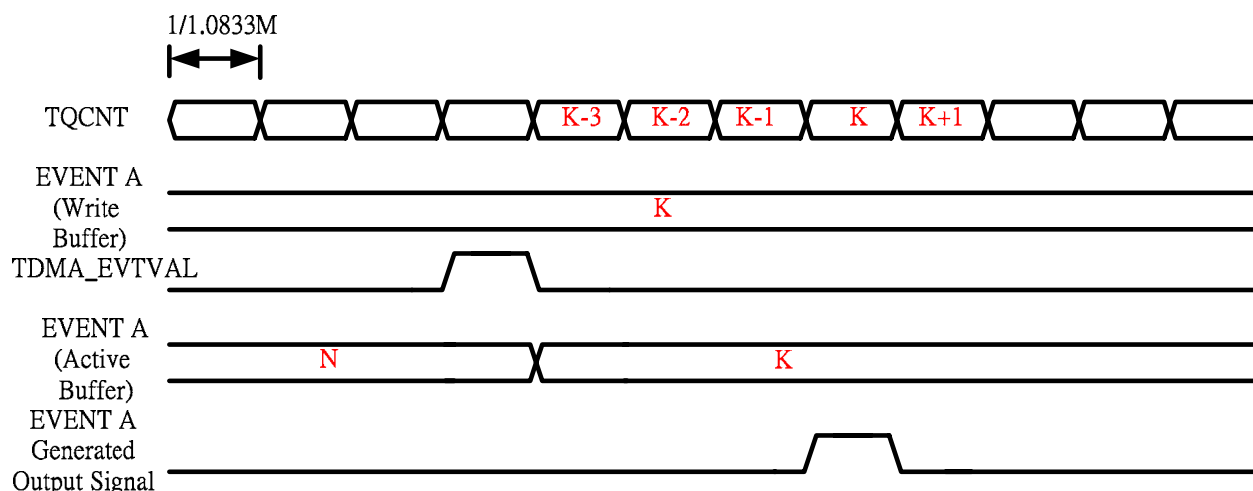 1/1.0833M
TQCNT
K-3
K-2
K-1
K
K+1
EVENT A
(Write
Buffer)
K
TDMA_EVTVAL
EVENT A
(Active
Buffer)
N
K
EVENT A
Generated
Output Signal